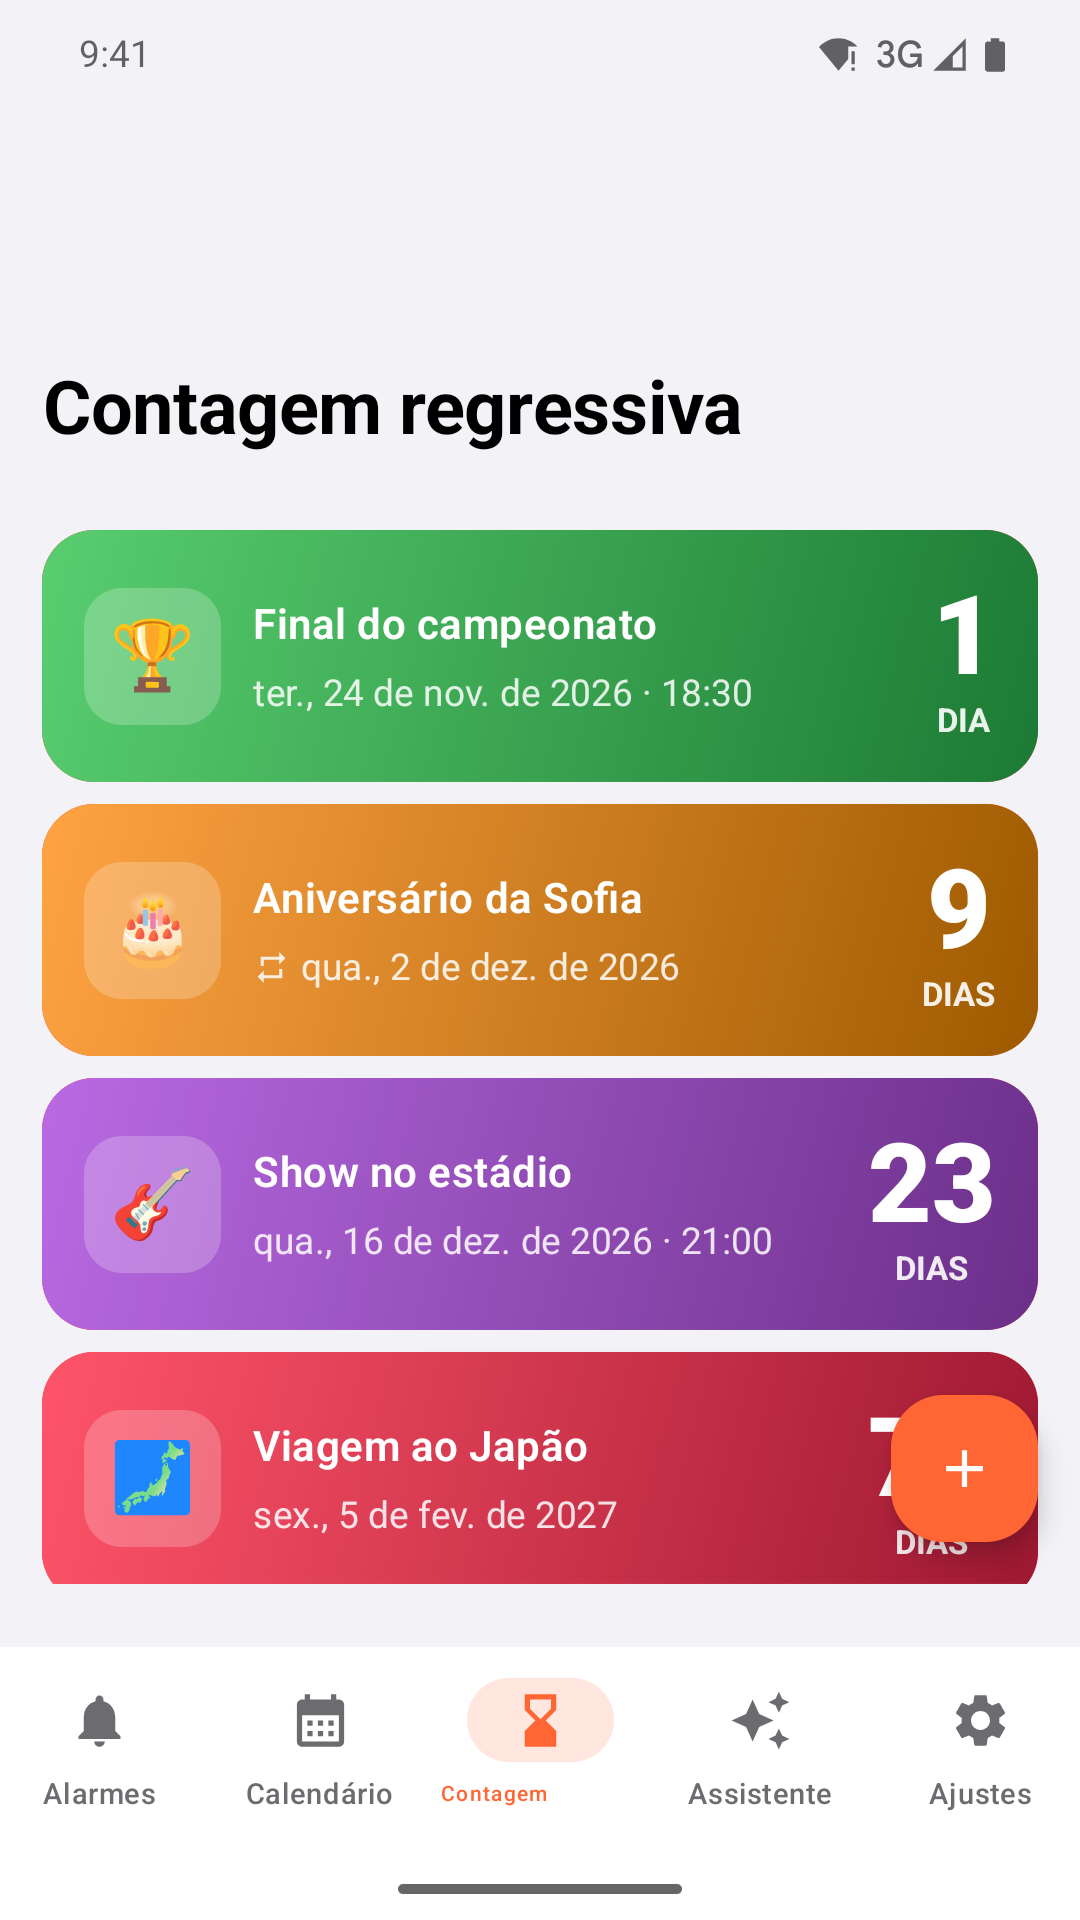 9:41
3G
Contagem regressiva
Final do campeonato
ter., 24 de nov. de 2026 · 18:30
1
DIA
Aniversário da Sofia
qua., 2 de dez. de 2026
9
DIAS
Show no estádio
qua., 16 de dez. de 2026 · 21:00
23
DIAS
Viagem ao Japão
sex., 5 de fev. de 2027
DIAS
Alarmes
Calendário
Contagem
Assistente
Ajustes